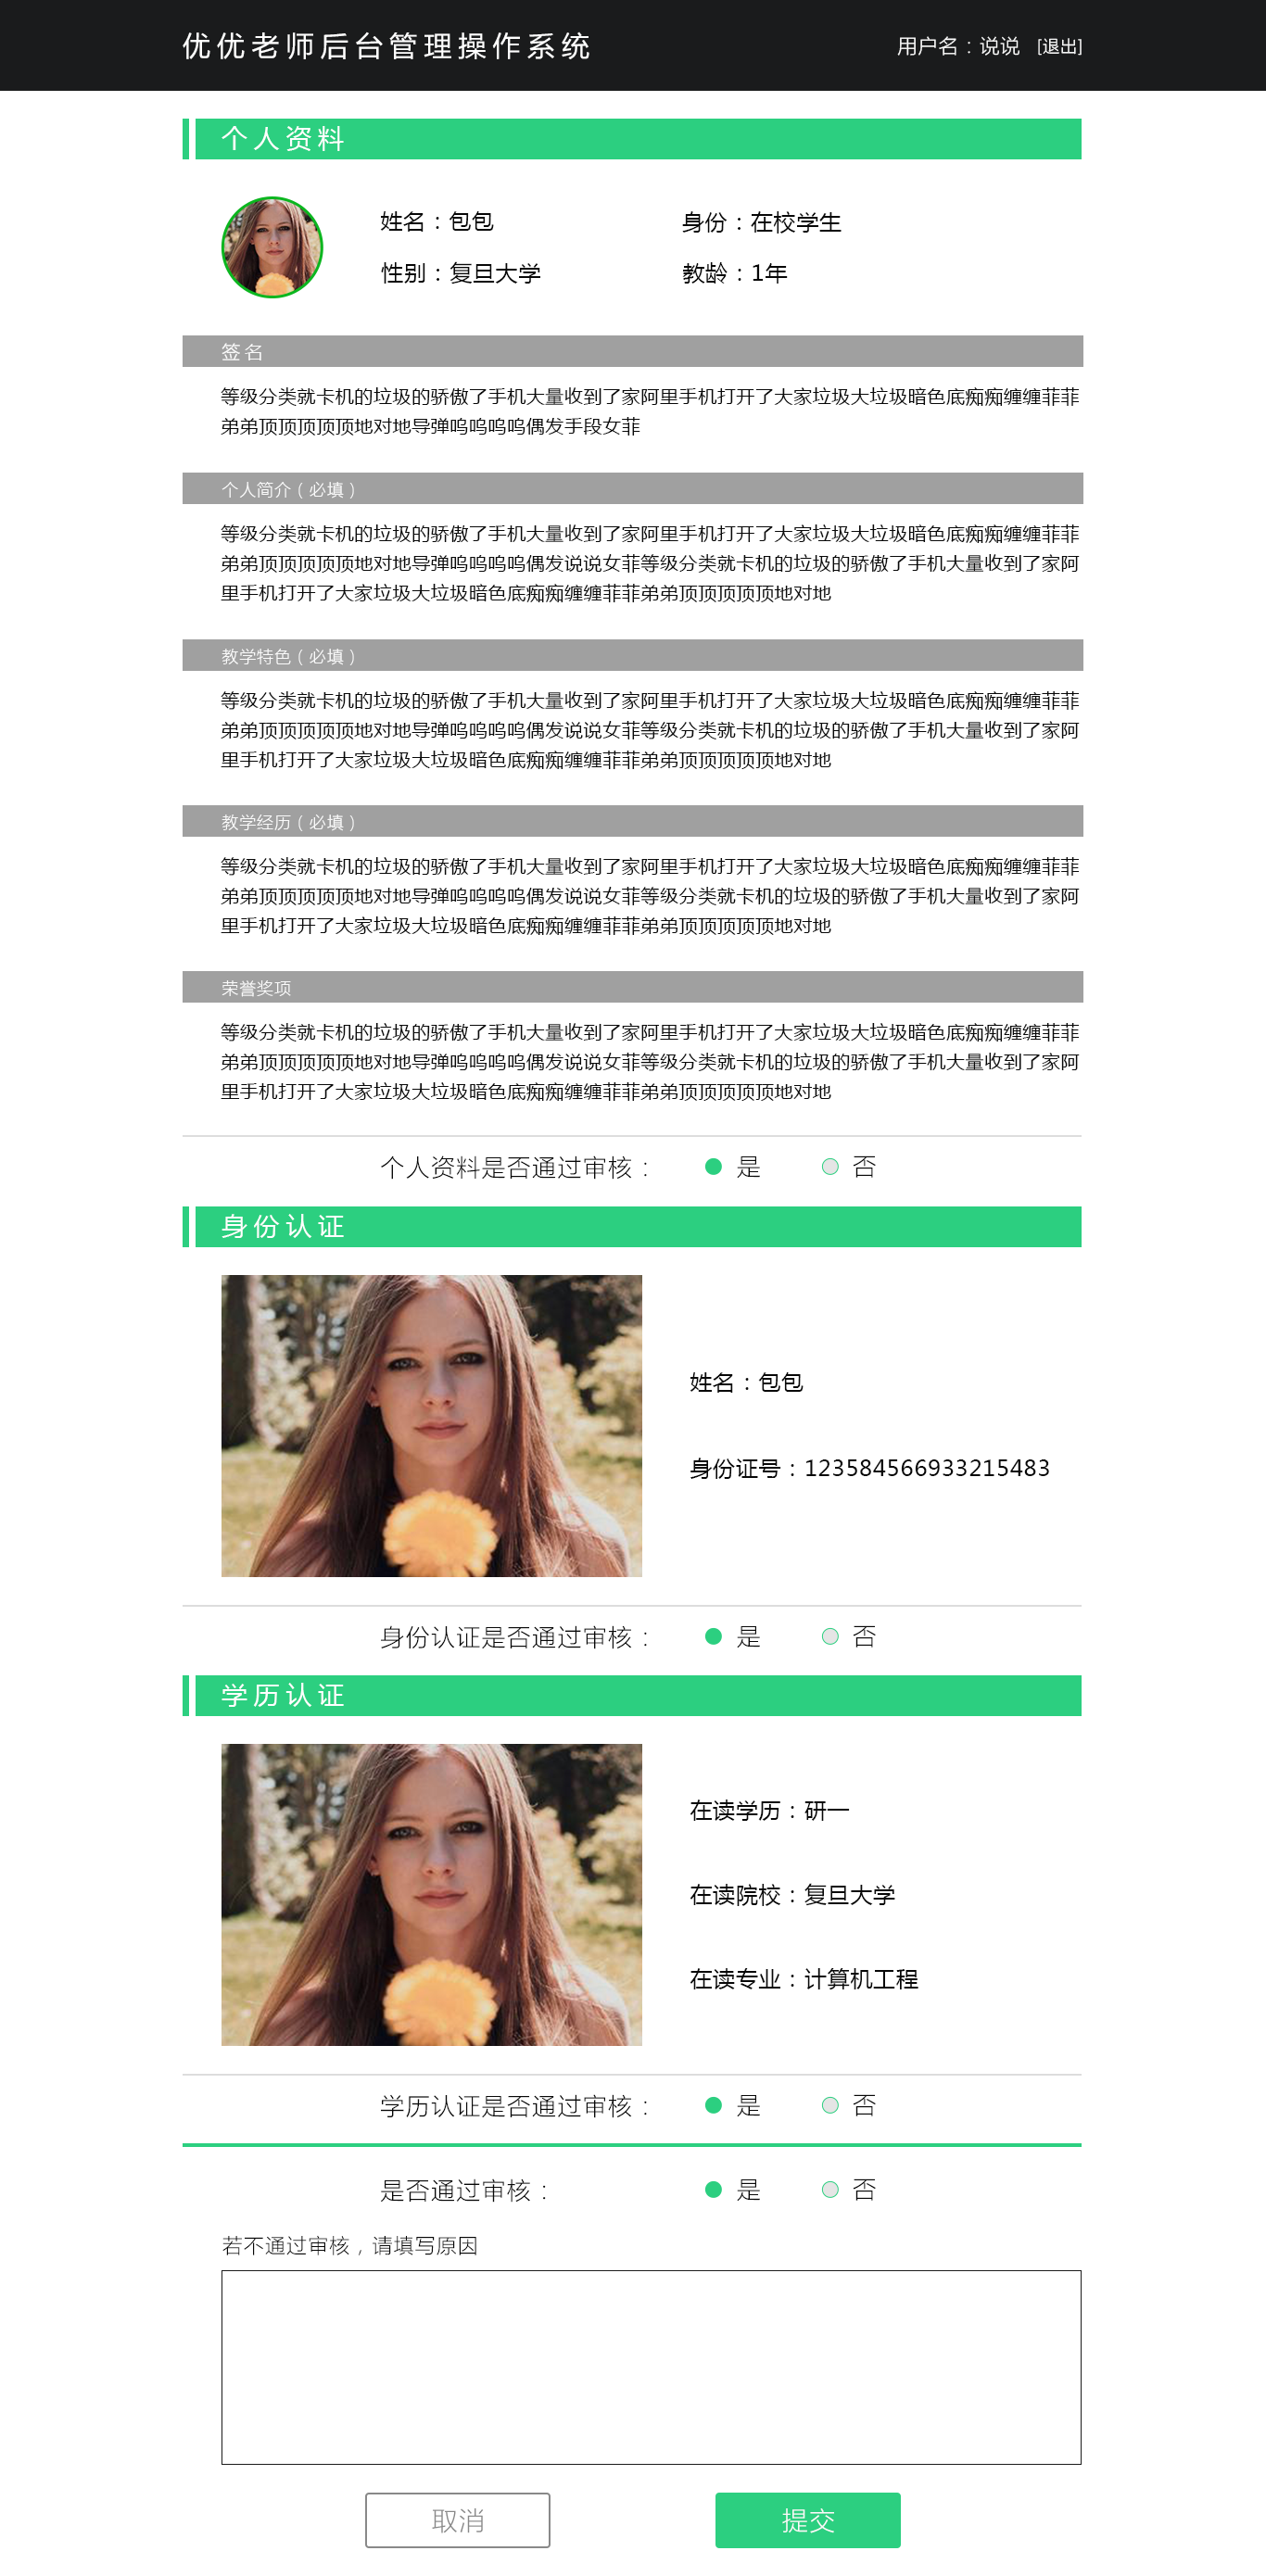 优优老师后台管理操作系统
用户名：说说 [退出]
个人资料
姓名：包包
身份：在校学生
性别：复旦大学
教龄：1年
签名
等级分类就卡机的垃圾的骄傲了手机大量收到了家阿里手机打开了大家垃圾大垃圾暗色底痴痴缠缠菲菲
弟弟顶顶顶顶顶地对地导弹呜呜呜呜偶发手段女菲
个人简介（必填）
等级分类就卡机的垃圾的骄傲了手机大量收到了家阿里手机打开了大家垃圾大垃圾暗色底痴痴缠缠菲菲
弟弟顶顶顶顶顶地对地导弹呜呜呜呜偶发说说女菲等级分类就卡机的垃圾的骄傲了手机大量收到了家阿
里手机打开了大家垃圾大垃圾暗色底痴痴缠缠菲菲弟弟顶顶顶顶顶地对地
教学特色（必填）
等级分类就卡机的垃圾的骄傲了手机大量收到了家阿里手机打开了大家垃圾大垃圾暗色底痴痴缠缠菲菲
弟弟顶顶顶顶顶地对地导弹呜呜呜呜偶发说说女菲等级分类就卡机的垃圾的骄傲了手机大量收到了家阿
里手机打开了大家垃圾大垃圾暗色底痴痴缠缠菲菲弟弟顶顶顶顶顶地对地
教学经历（必填）
等级分类就卡机的垃圾的骄傲了手机大量收到了家阿里手机打开了大家垃圾大垃圾暗色底痴痴缠缠菲菲
弟弟顶顶顶顶顶地对地导弹呜呜呜呜偶发说说女菲等级分类就卡机的垃圾的骄傲了手机大量收到了家阿
里手机打开了大家垃圾大垃圾暗色底痴痴缠缠菲菲弟弟顶顶顶顶顶地对地
荣誉奖项
等级分类就卡机的垃圾的骄傲了手机大量收到了家阿里手机打开了大家垃圾大垃圾暗色底痴痴缠缠菲菲
弟弟顶顶顶顶顶地对地导弹呜呜呜呜偶发说说女菲等级分类就卡机的垃圾的骄傲了手机大量收到了家阿
里手机打开了大家垃圾大垃圾暗色底痴痴缠缠菲菲弟弟顶顶顶顶顶地对地
个人资料是否通过审核： 是 否
身份认证
姓名：包包
身份证号：123584566933215483
身份认证是否通过审核： 是 否
学历认证
在读学历：研一
在读院校：复旦大学
在读专业：计算机工程
学历认证是否通过审核： 是 否
是否通过审核： 是 否
若不通过审核，请填写原因
取消 提交